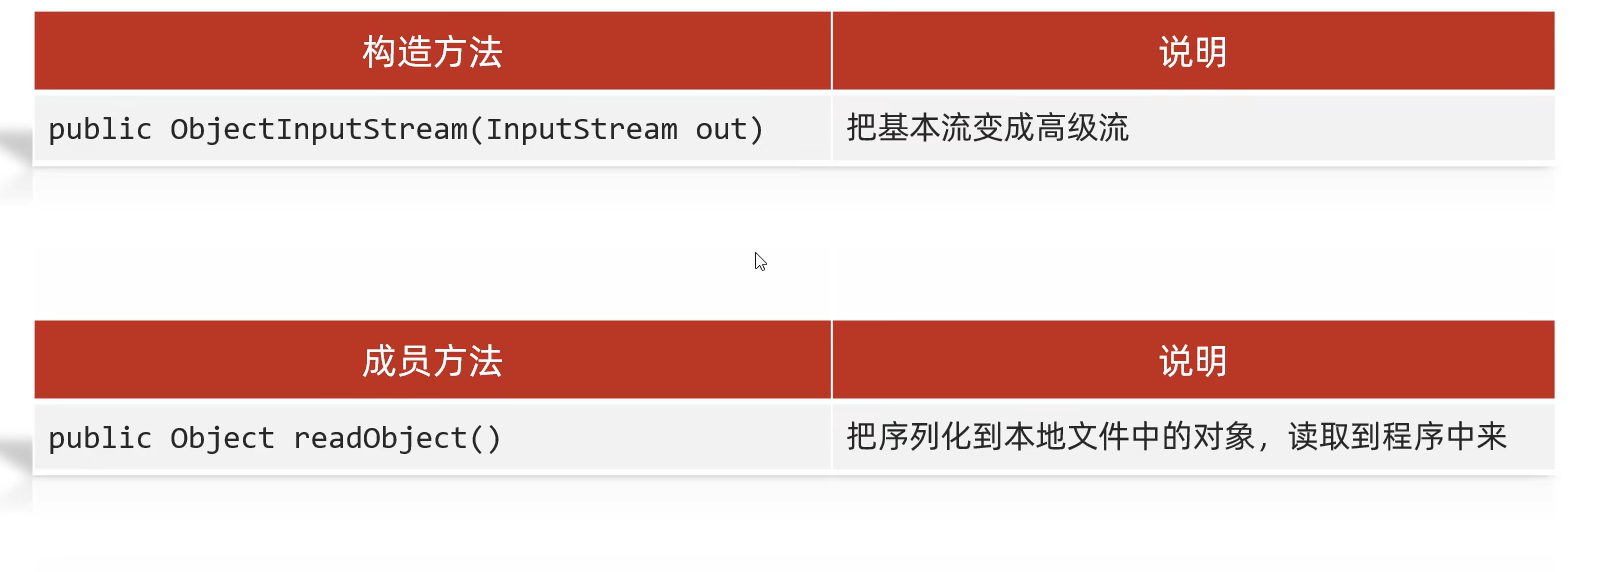 构造方法 说明
public ObjectInputStream(InputStream out) 把基本流变成高级流
成员方法 说明
public Object readObject() 把序列化到本地文件中的对象，读取到程序中来